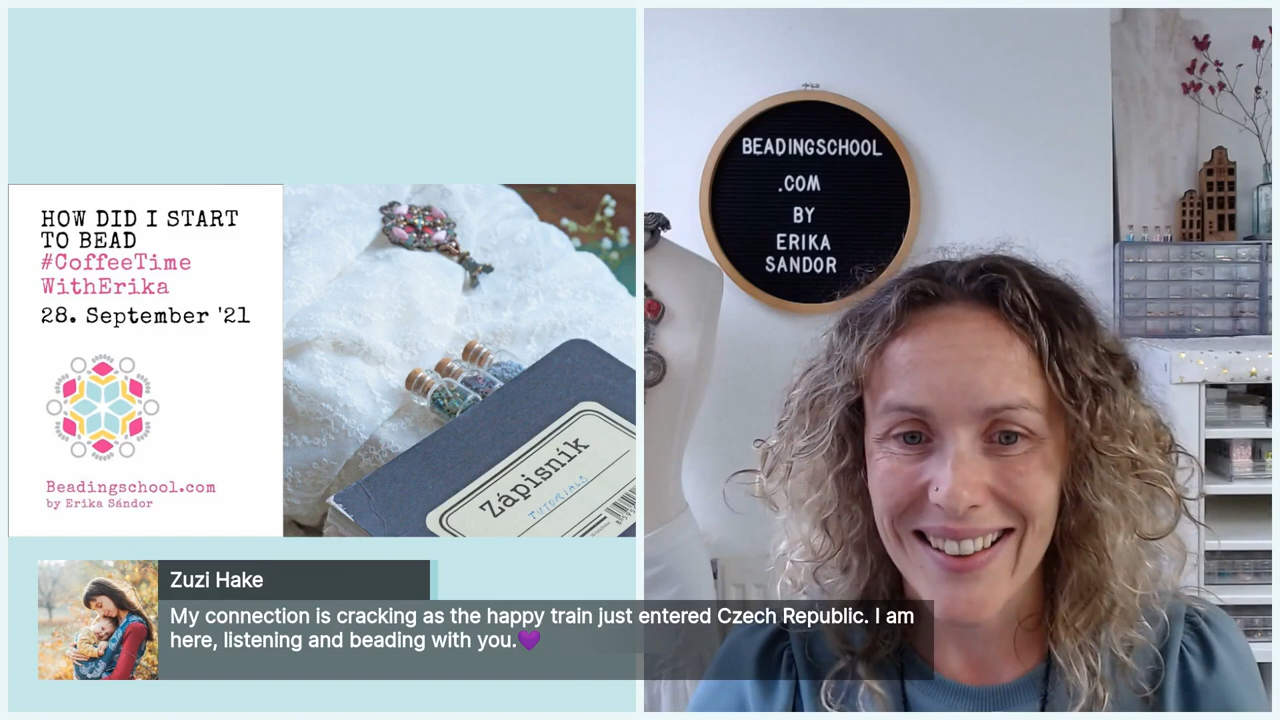 HOW DID I START
TO BEAD
#CoffeeTime
WithErika
28. September '21
Beadingschool.com
by Erika Sándor
Zápisník
TUTORIALS
BEADINGSCHOOL
.COM
BY
ERIKA
SANDOR
Zuzi Hake
My connection is cracking as the happy train just entered Czech Republic. I am
here, listening and beading with you.💜